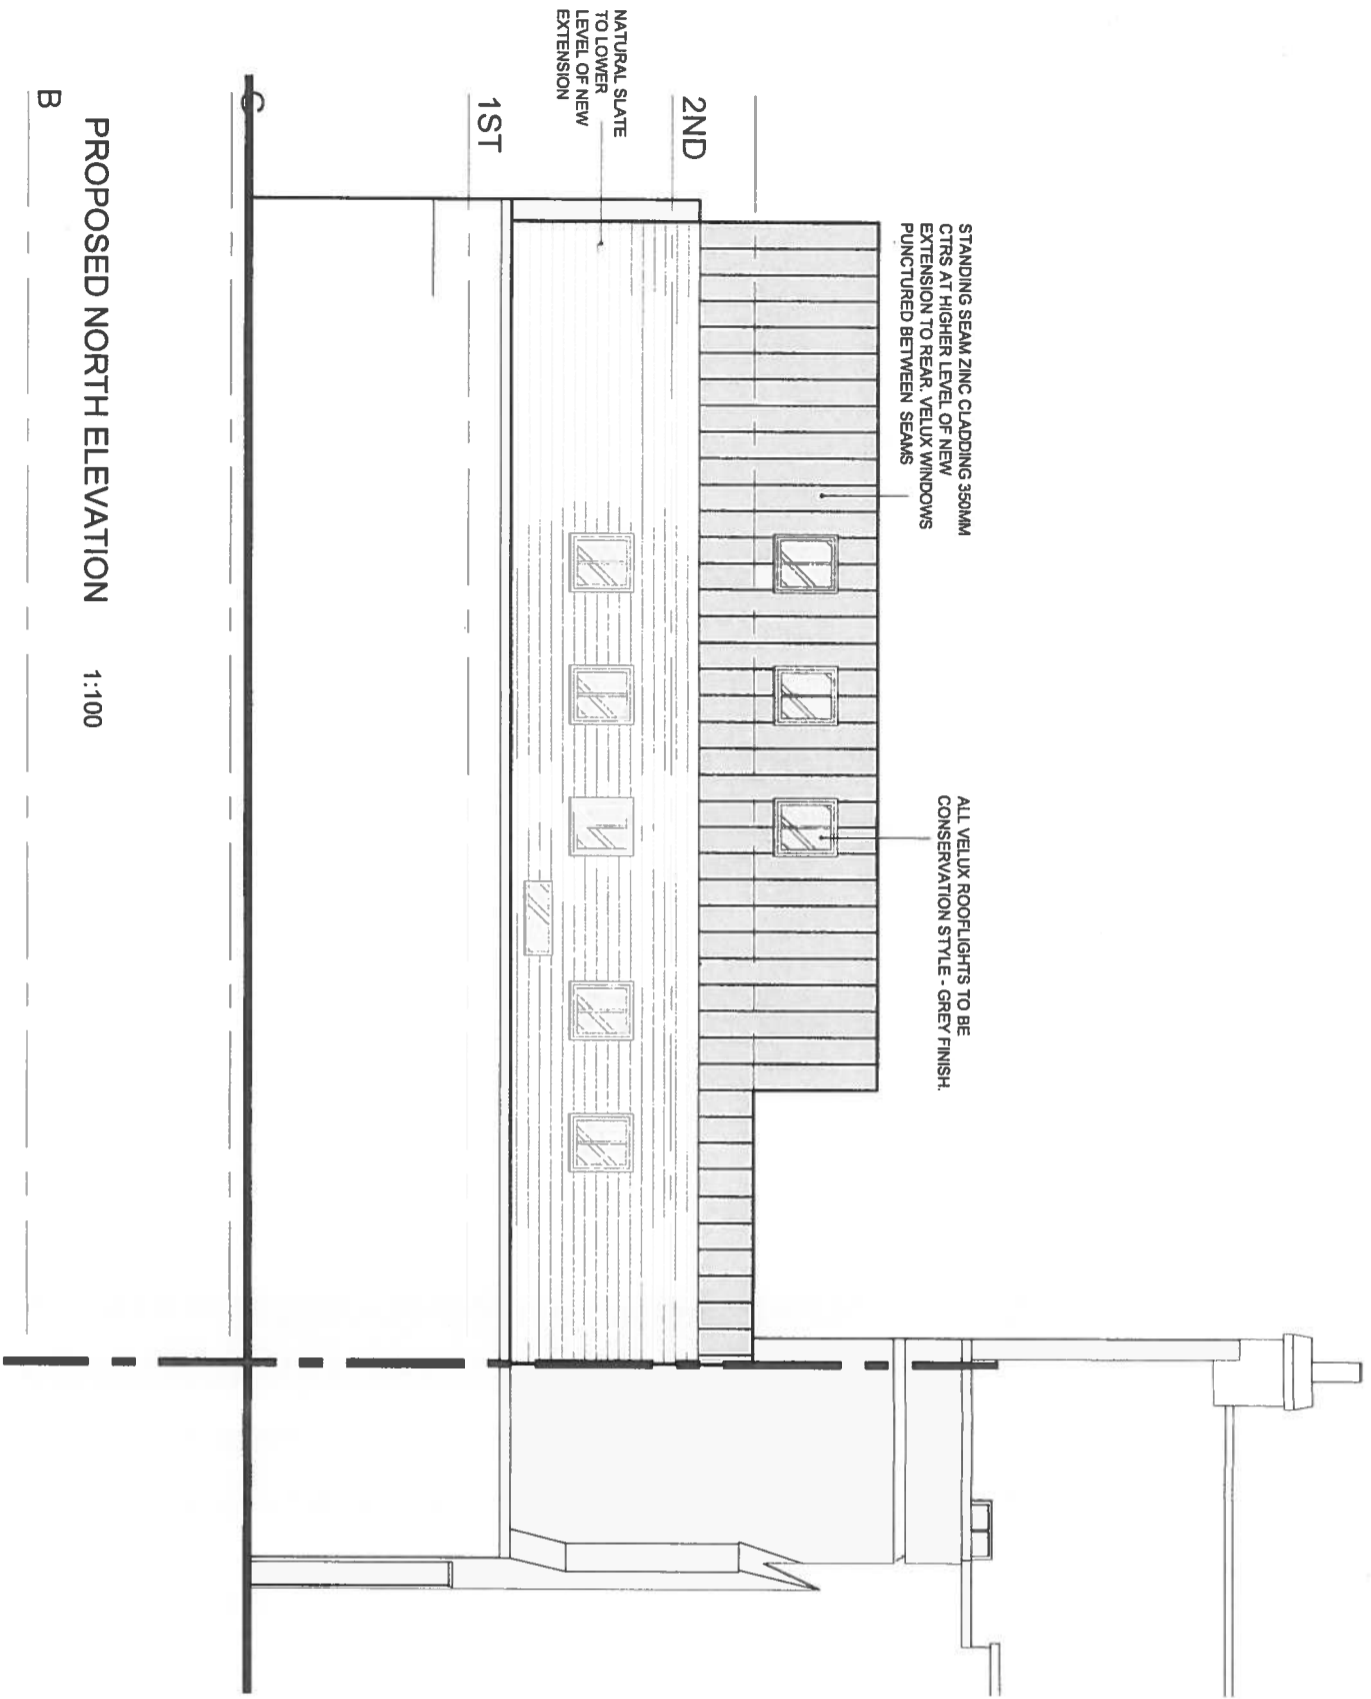 STANDING SEAM ZINC CLADDING 350MM
CTRS AT HIGHER LEVEL OF NEW
EXTENSION TO REAR. VELUX WINDOWS
PUNCTURED BETWEEN SEAMS
ALL VELUX ROOFLIGHTS TO BE
CONSERVATION STYLE - GREY FINISH.
2ND
NATURAL SLATE
TO LOWER
LEVEL OF NEW
EXTENSION
1ST
G
PROPOSED NORTH ELEVATION 1:100
B